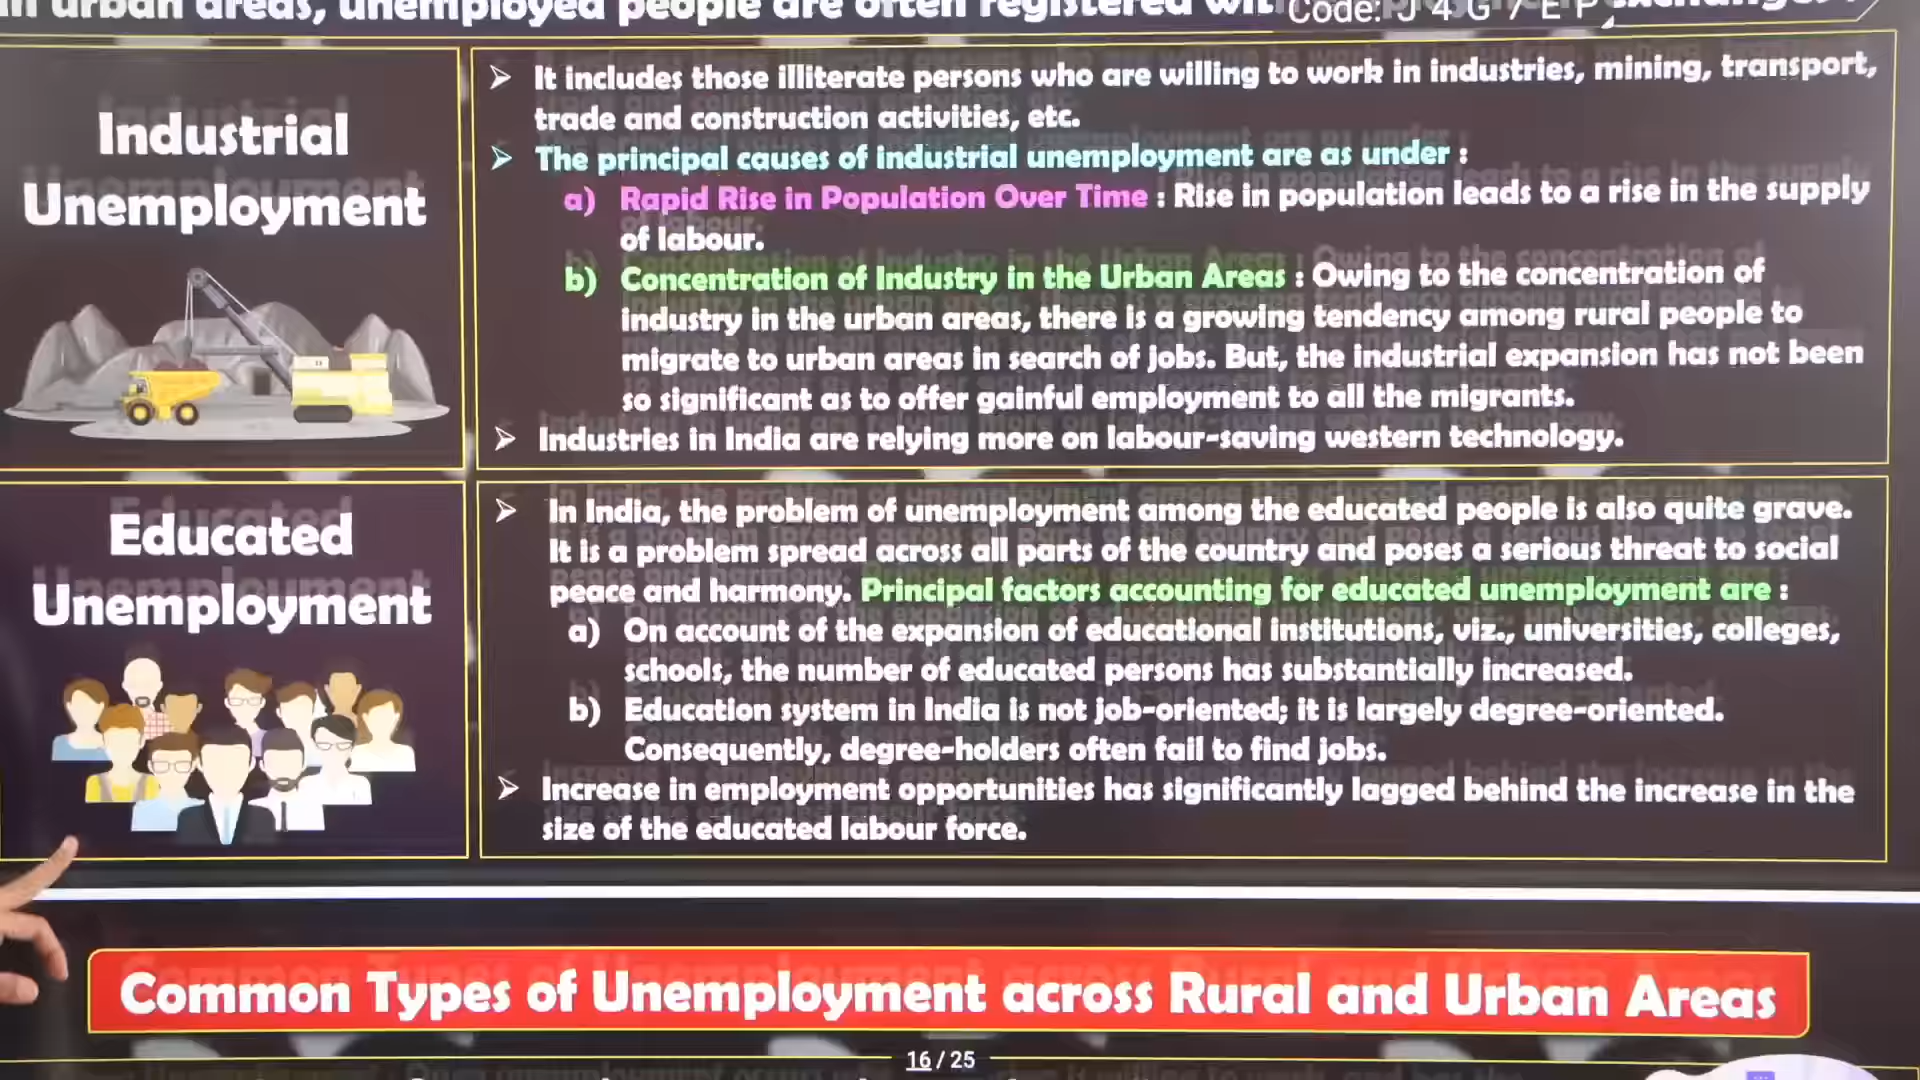 in urban areas, unemployed people are often registered
Code: J 4 G 7 E P
Industrial
Unemployment
➢ It includes those illiterate persons who are willing to work in industries, mining, transport,
trade and construction activities, etc.
➢ The principal causes of industrial unemployment are as under :
a) Rapid Rise in Population Over Time : Rise in population leads to a rise in the supply
of labour.
b) Concentration of Industry in the Urban Areas : Owing to the concentration of
industry in the urban areas, there is a growing tendency among rural people to
migrate to urban areas in search of jobs. But, the industrial expansion has not been
so significant as to offer gainful employment to all the migrants.
➢ Industries in India are relying more on labour-saving western technology.
Educated
Unemployment
➢ In India, the problem of unemployment among the educated people is also quite grave.
It is a problem spread across all parts of the country and poses a serious threat to social
peace and harmony. Principal factors accounting for educated unemployment are :
a) On account of the expansion of educational institutions, viz., universities, colleges,
schools, the number of educated persons has substantially increased.
b) Education system in India is not job-oriented; it is largely degree-oriented.
Consequently, degree-holders often fail to find jobs.
➢ Increase in employment opportunities has significantly lagged behind the increase in the
size of the educated labour force.
Common Types of Unemployment across Rural and Urban Areas
16 / 25